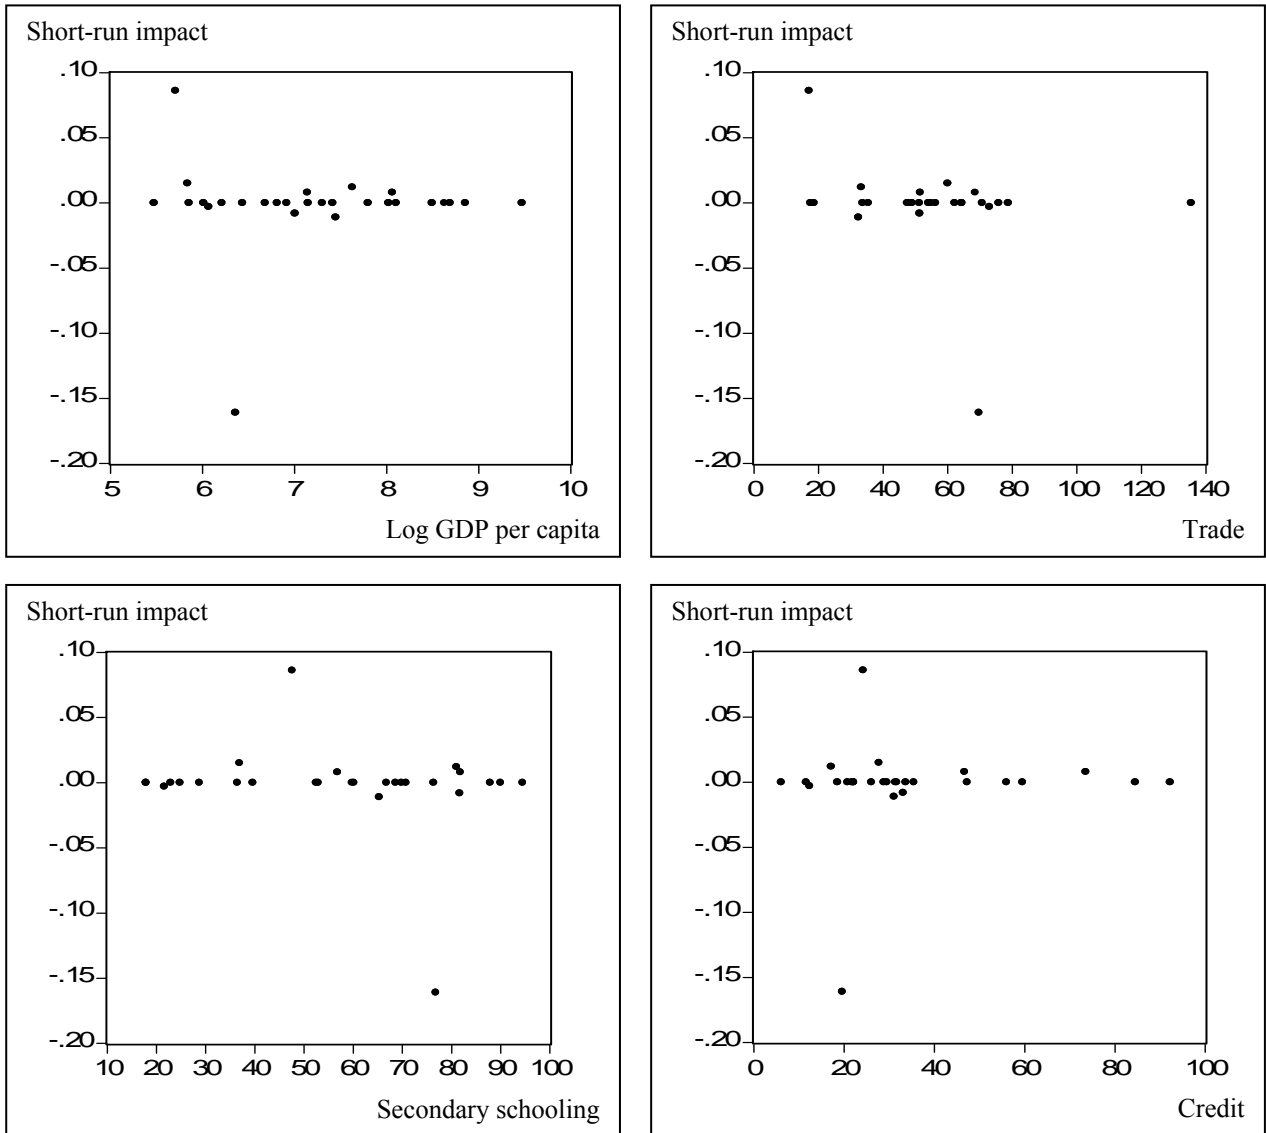 Short-run impact
.10
.05
.00
-.05
-.10
-.15
-.20
5 6 7 8 9 10
Log GDP per capita
Short-run impact
.10
.05
.00
-.05
-.10
-.15
-.20
0 20 40 60 80 100 120 140
Trade
Short-run impact
.10
.05
.00
-.05
-.10
-.15
-.20
10 20 30 40 50 60 70 80 90 100
Secondary schooling
Short-run impact
.10
.05
.00
-.05
-.10
-.15
-.20
0 20 40 60 80 100
Credit